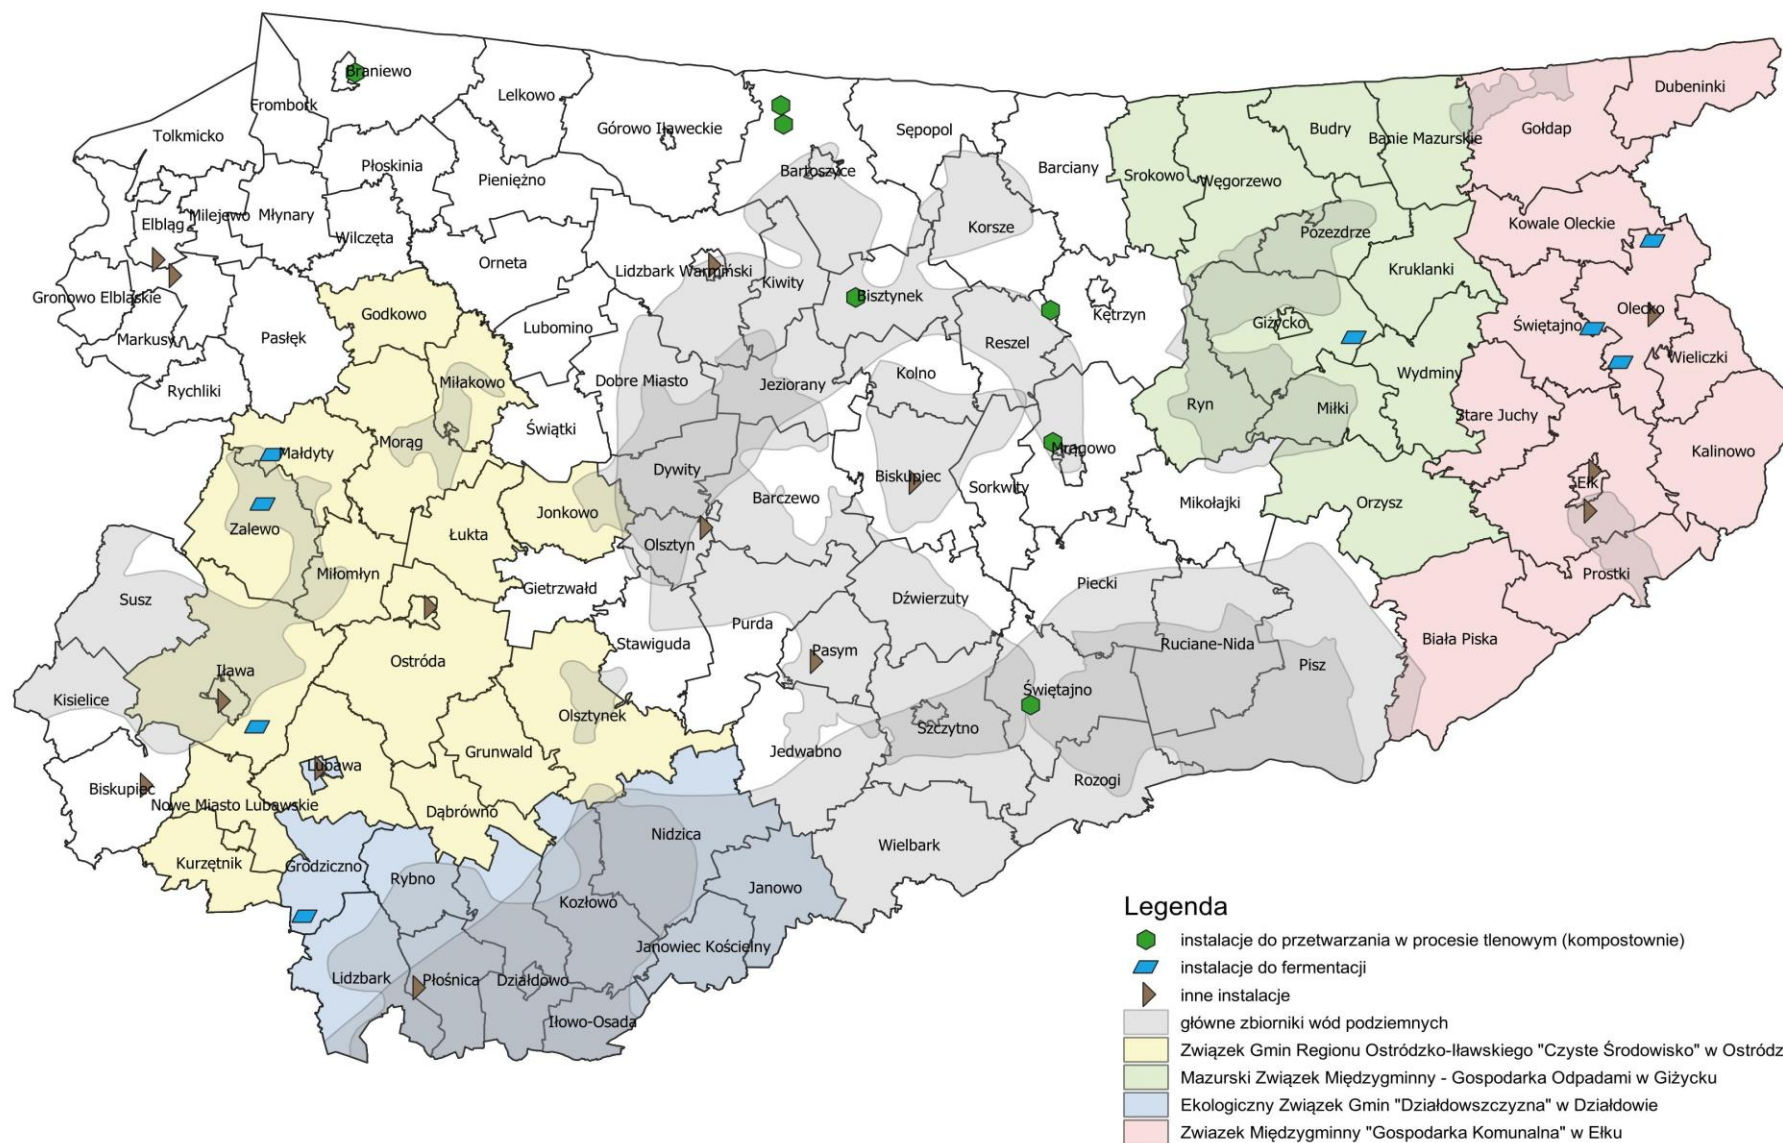 Braniewo
Lelkowo
Dubeninki
Frombork
Tolkmicko
Górowo Iławeckie
Sępopol
Budry
Banie Mazurskie
Gołdap
Płoskinia
Bartoszyce
Barciany
Srokowo
Węgorzewo
Pieniężno
Elbląg
Milejewo
Młynary
Wilczęta
Korsze
Pozezdrze
Kowale Oleckie
Orneta
Lidzbark Warmiński
Kiwity
Kruklanki
Gronowo Elbląskie
Bisztynek
Godkowo
Kętrzyn
Giżycko
Olecko
Markusy
Pasłęk
Lubomino
Reszel
Świętajno
Wieliczki
Rychliki
Miłakowo
Dobre Miasto
Jeziorany
Kolno
Wydminy
Ryn
Miłki
Stare Juchy
Świątki
Morąg
Małdyty
Mrągowo
Kalinowo
Dywity
Biskupiec
Barczewo
Sorkwity
Mikołajki
Ełk
Orzysz
Jonkowo
Zalewo
Łukta
Olsztyn
Miłomłyn
Prostki
Susz
Gietrzwałd
Dźwierzuty
Piecki
Purda
Stawiguda
Pasym
Ruciane-Nida
Biała Piska
Ostróda
Pisz
Iława
Kisielice
Świętajno
Olsztynek
Szczytno
Grunwald
Jedwabno
Lubawa
Rozogi
Biskupiec
Nowe Miasto Lubawskie
Dąbrówno
Nidzica
Wielbark
Kurzętnik
Grodziczno
Rybno
Janowo
Kozłowo
Janowiec Kościelny
Lidzbark
Płośnica
Działdowo
Iłowo-Osada
Legenda
instalacje do przetwarzania w procesie tlenowym (kompostownie)
instalacje do fermentacji
inne instalacje
główne zbiorniki wód podziemnych
Związek Gmin Regionu Ostródzko-Iławskiego "Czyste Środowisko" w Ostródz
Mazurski Związek Międzygminny - Gospodarka Odpadami w Giżycku
Ekologiczny Związek Gmin "Działdowszczyzna" w Działdowie
Zwiazek Międzygminny "Gospodarka Komunalna" w Ełku